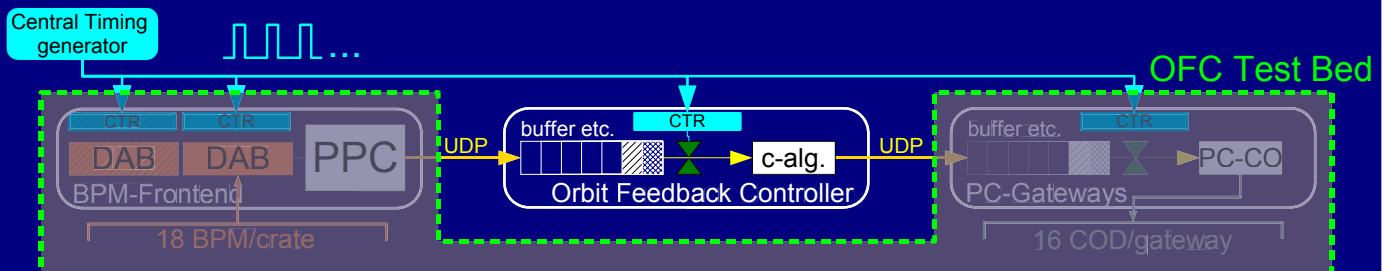 Central Timing
generator
...
OFC Test Bed
CTR
CTR
DAB
DAB
PPC
BPM-Frontend
18 BPM/crate
UDP
buffer etc.
CTR
c-alg.
Orbit Feedback Controller
UDP
buffer etc.
CTR
PC-CO
PC-Gateways
16 COD/gateway